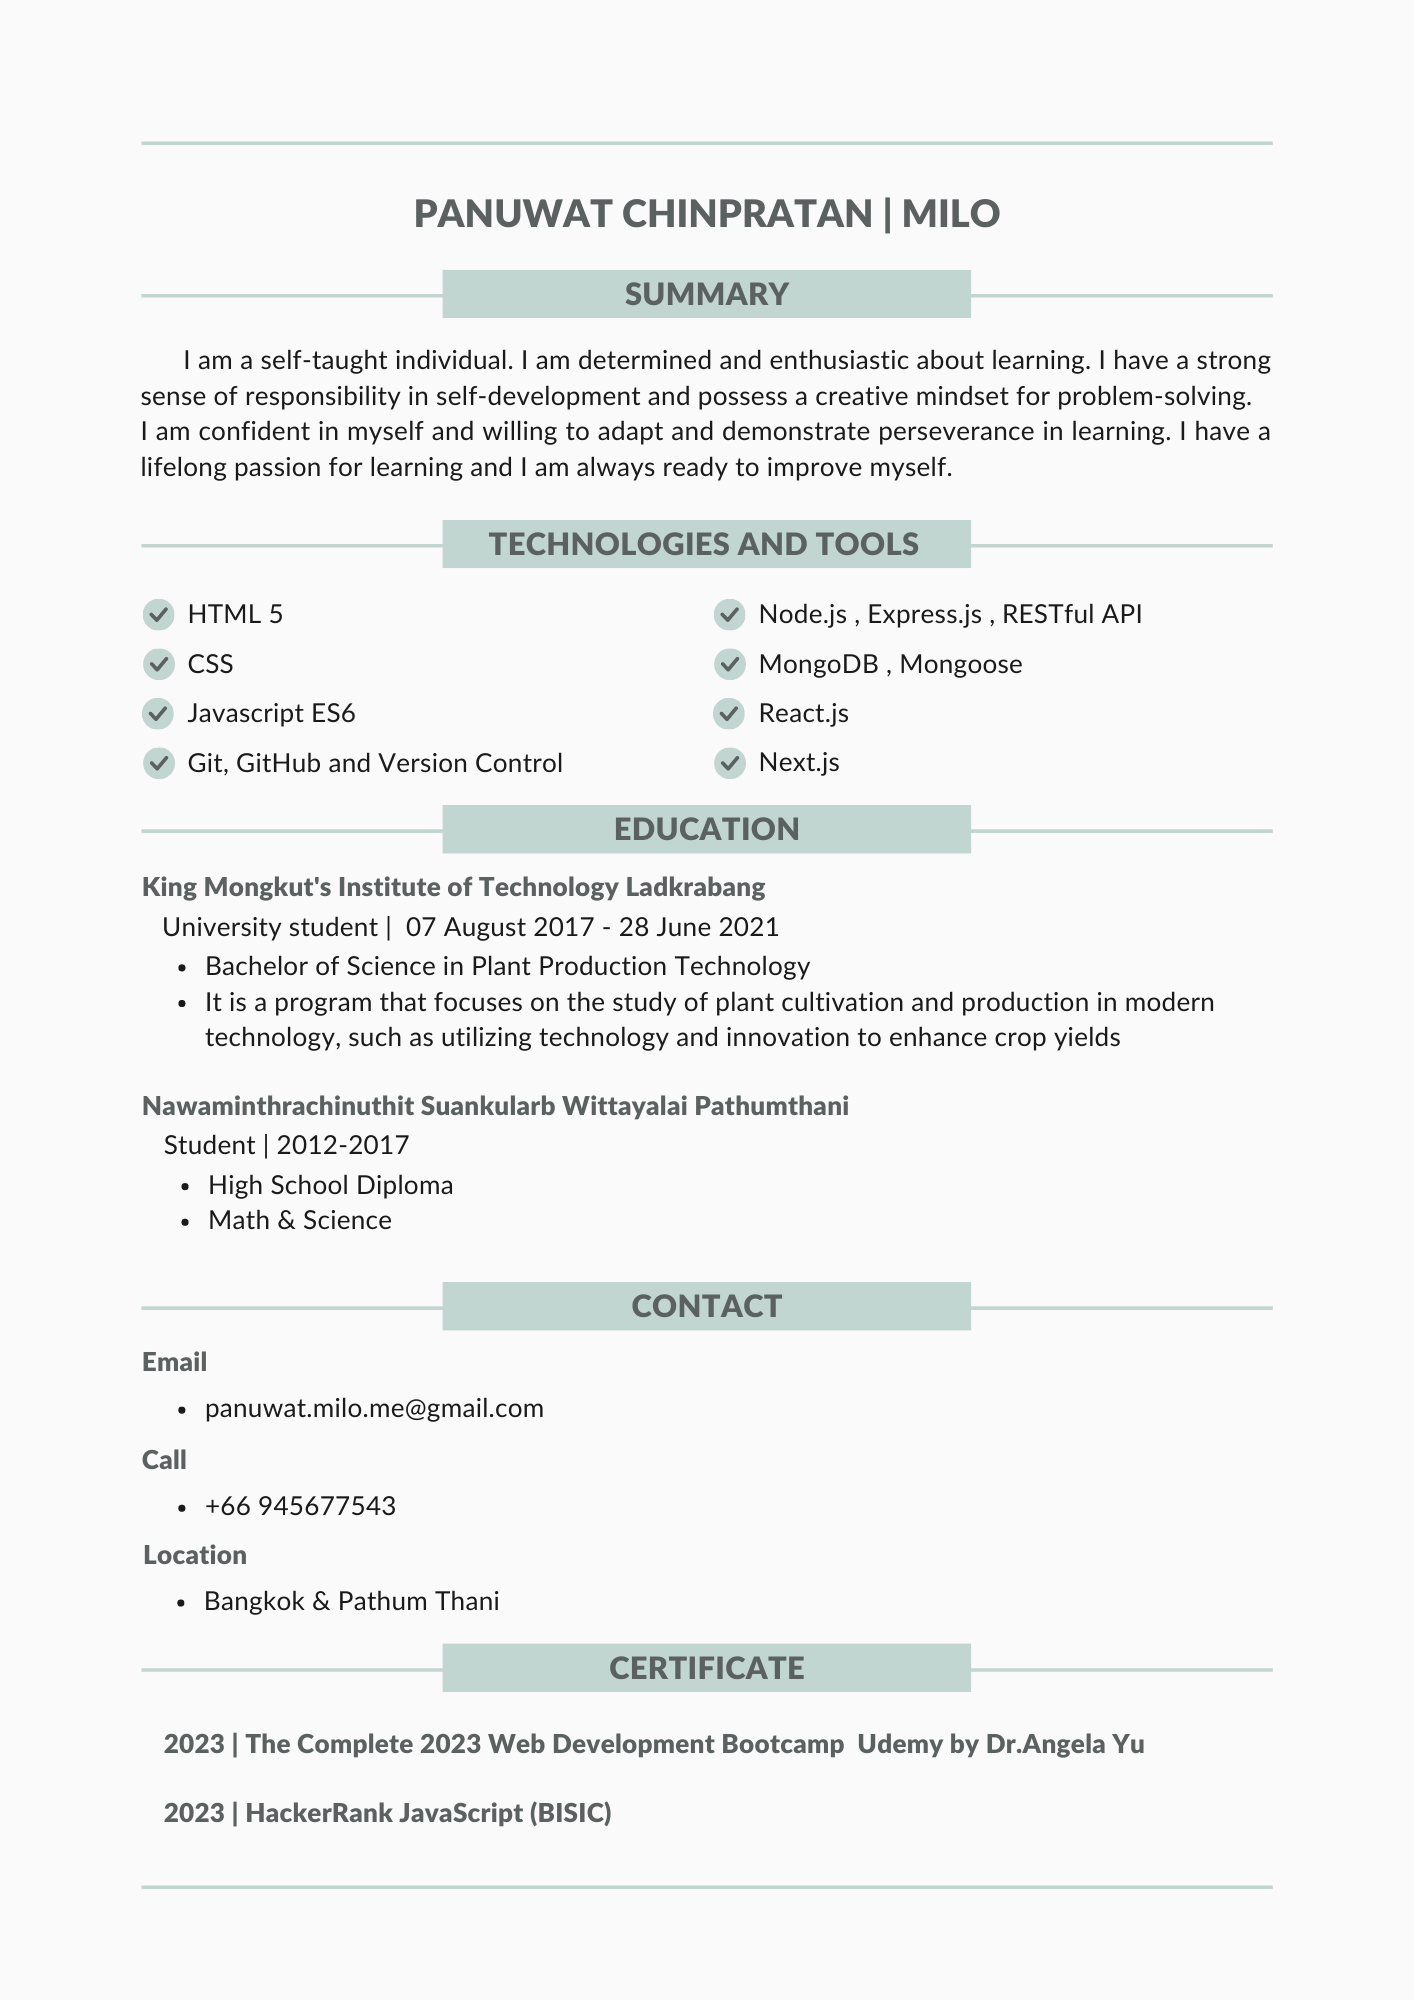 PANUWAT CHINPRATAN | MILO
SUMMARY
I am a self-taught individual. I am determined and enthusiastic about learning. I have a strong
sense of responsibility in self-development and possess a creative mindset for problem-solving.
I am confident in myself and willing to adapt and demonstrate perseverance in learning. I have a
lifelong passion for learning and I am always ready to improve myself.
TECHNOLOGIES AND TOOLS
HTML 5
CSS
Javascript ES6
Git, GitHub and Version Control
Node.js , Express.js , RESTful API
MongoDB , Mongoose
React.js
Next.js
EDUCATION
King Mongkut's Institute of Technology Ladkrabang
University student |  07 August 2017 - 28 June 2021
• Bachelor of Science in Plant Production Technology
• It is a program that focuses on the study of plant cultivation and production in modern
technology, such as utilizing technology and innovation to enhance crop yields
Nawaminthrachinuthit Suankularb Wittayalai Pathumthani
Student | 2012-2017
• High School Diploma
• Math & Science
CONTACT
Email
• panuwat.milo.me@gmail.com
Call
• +66 945677543
Location
• Bangkok & Pathum Thani
CERTIFICATE
2023 | The Complete 2023 Web Development Bootcamp  Udemy by Dr.Angela Yu
2023 | HackerRank JavaScript (BISIC)